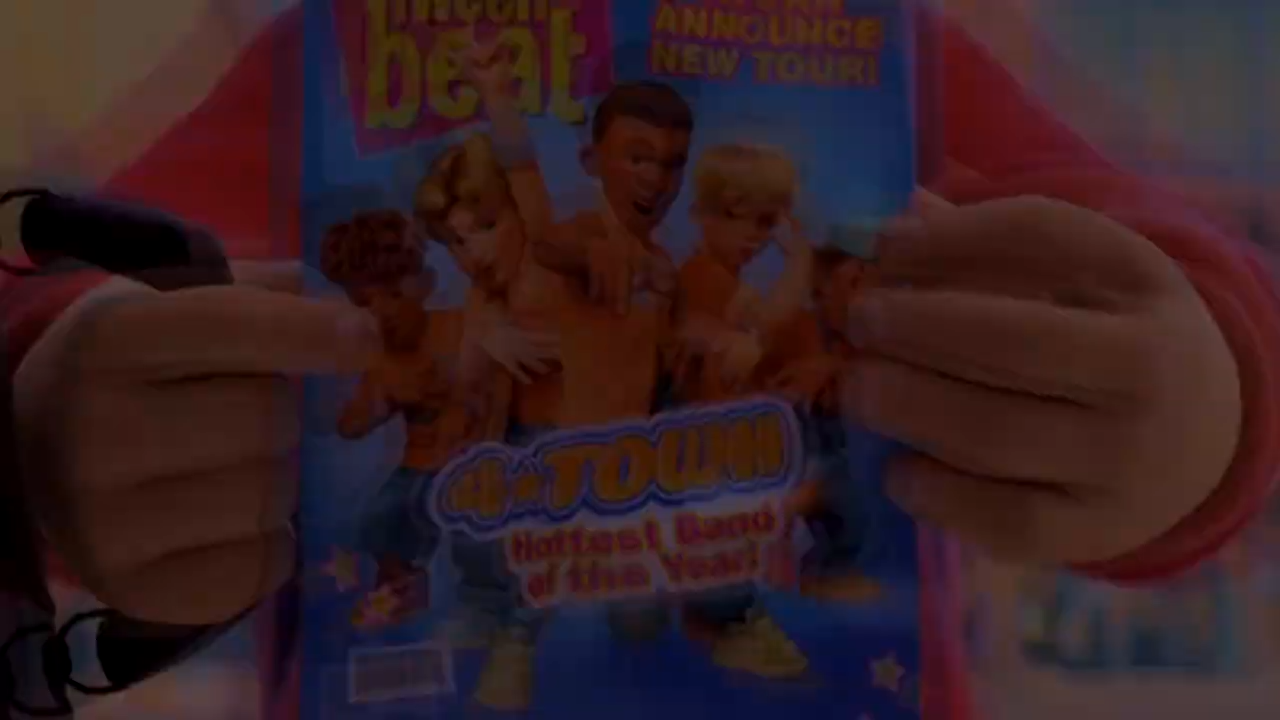 beat
ANNOUNCE
NEW TOUR!
4★TOWN
Hottest Band
of the Year!